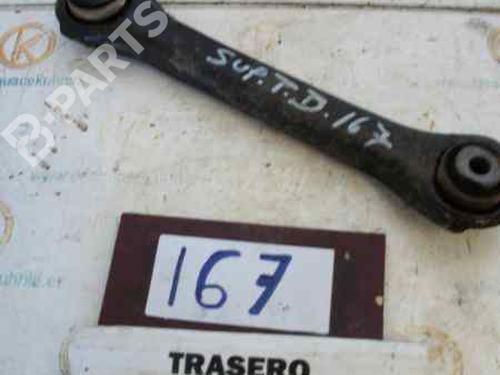 B-PARTS
SUP.T.D.167
167
TRASERO